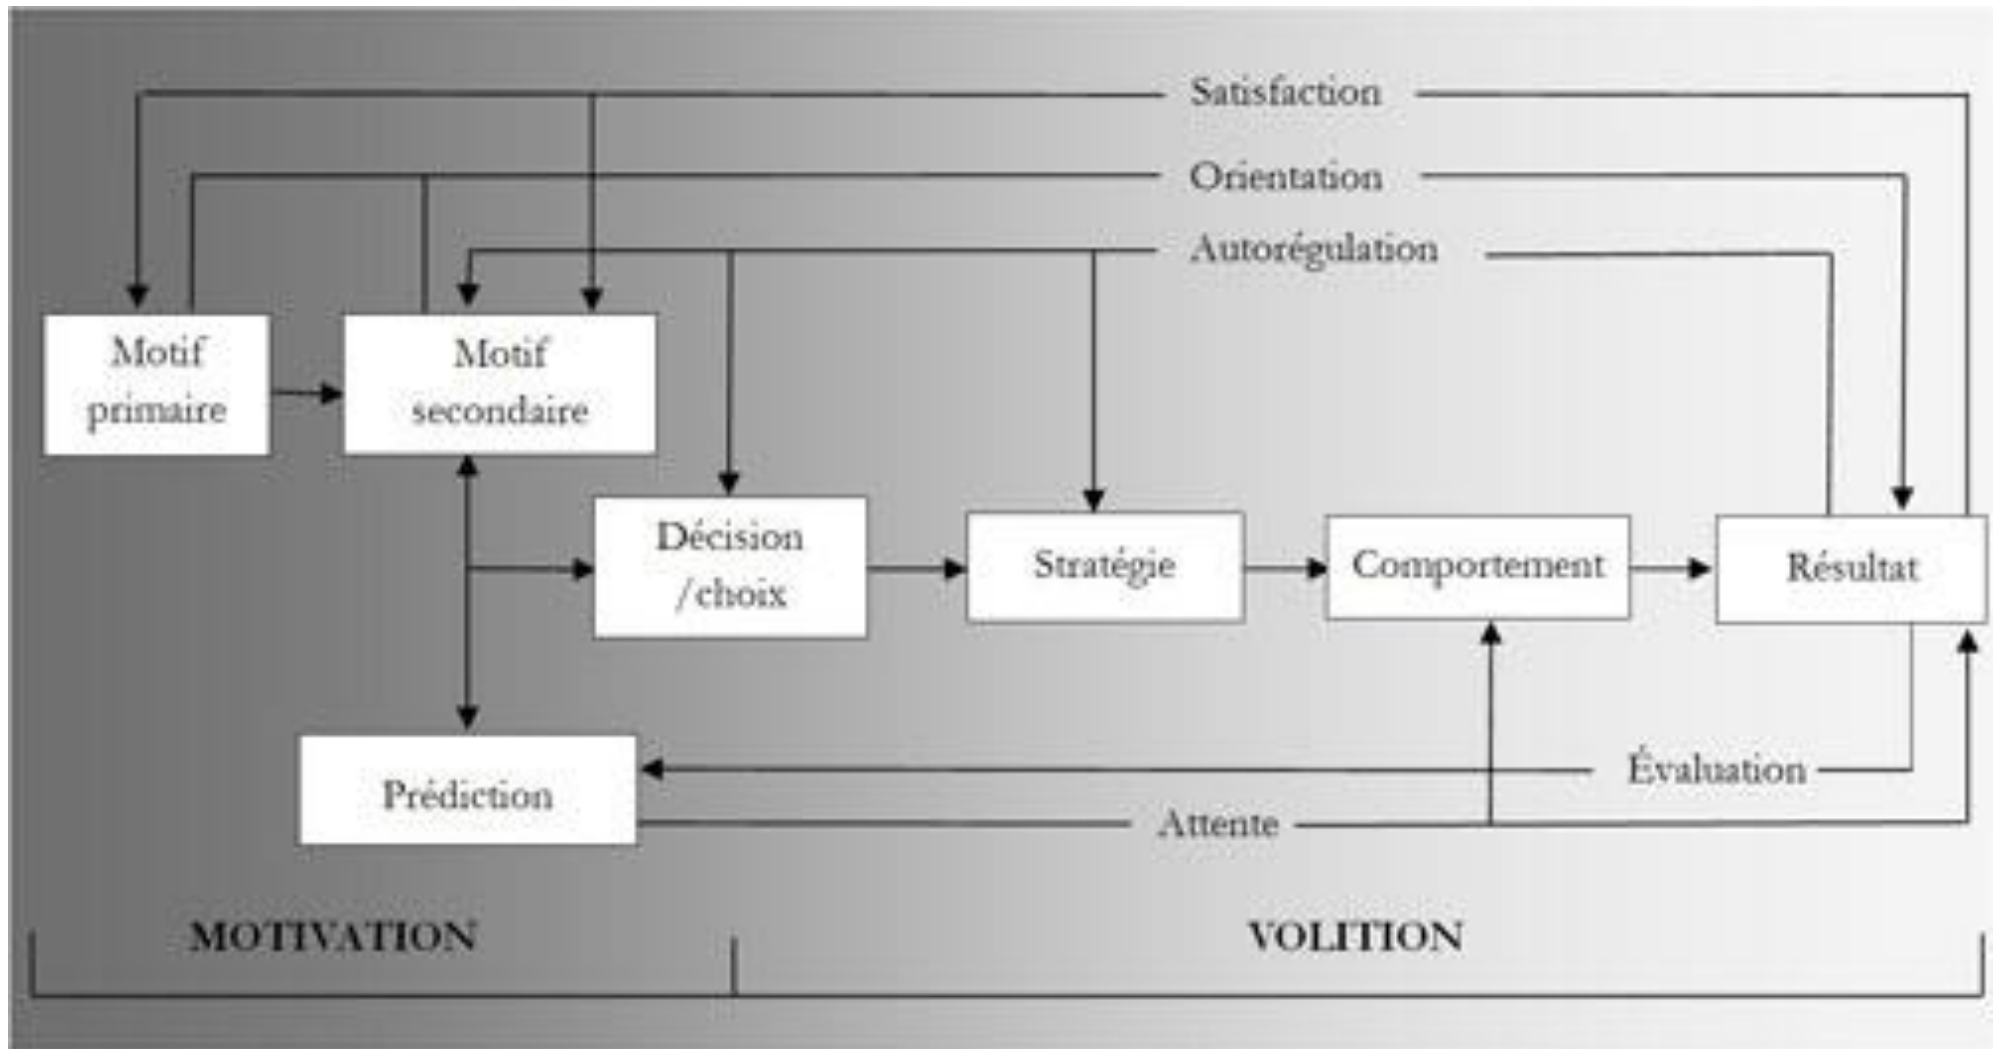 Satisfaction
Orientation
Autorégulation
Motif
primaire
Motif
secondaire
Décision
/choix
Stratégie
Comportement
Résultat
Prédiction
Évaluation
Attente
MOTIVATION
VOLITION